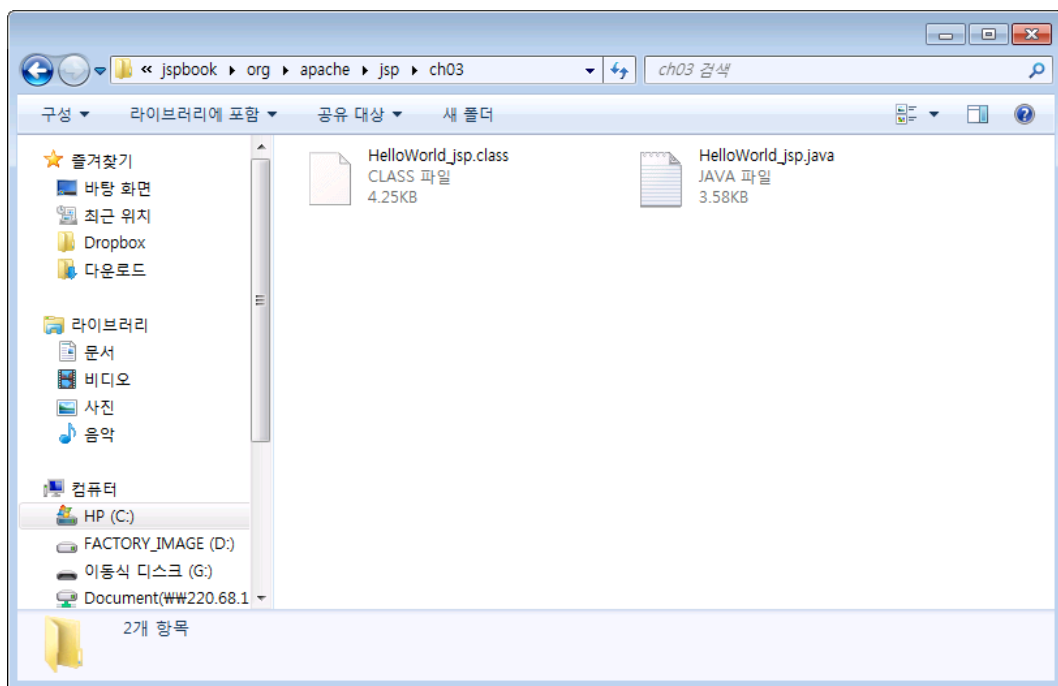 « jspbook ▸ org ▸ apache ▸ jsp ▸ ch03
ch03 검색
구성 라이브러리에 포함 공유 대상 새 폴더
즐겨찾기
바탕 화면
최근 위치
Dropbox
다운로드
라이브러리
문서
비디오
사진
음악
컴퓨터
HP (C:)
FACTORY_IMAGE (D:)
이동식 디스크 (G:)
Document(₩₩220.68.1
HelloWorld_jsp.class
CLASS 파일
4.25KB
HelloWorld_jsp.java
JAVA 파일
3.58KB
2개 항목